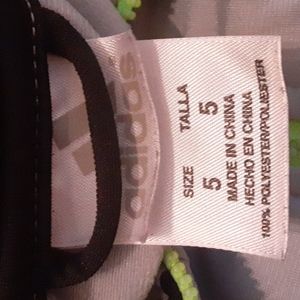 adidas
SIZE TALLA
5 5
MADE IN CHINA
HECHO EN CHINA
100% POLYESTER/POLIESTER